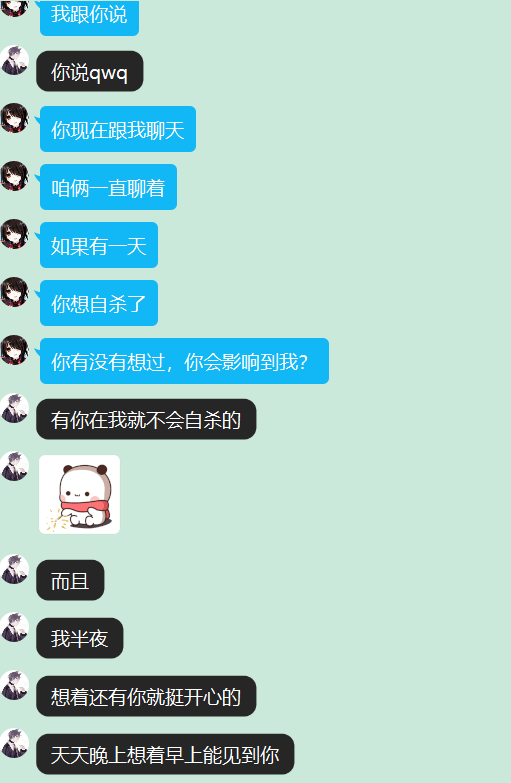 我跟你说
你说qwq
你现在跟我聊天
咱俩一直聊着
如果有一天
你想自杀了
你有没有想过，你会影响到我？
有你在我就不会自杀的
而且
我半夜
想着还有你就挺开心的
天天晚上想着早上能见到你